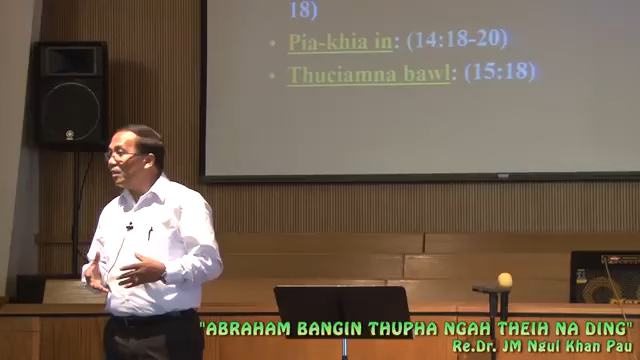 18)
• Pia-khia in: (14:18-20)
• Thuciamna bawl: (15:18)
"ABRAHAM BANGIN THUPHA NGAH THEIH NA DING"
Re.Dr. JM Ngul Khan Pau